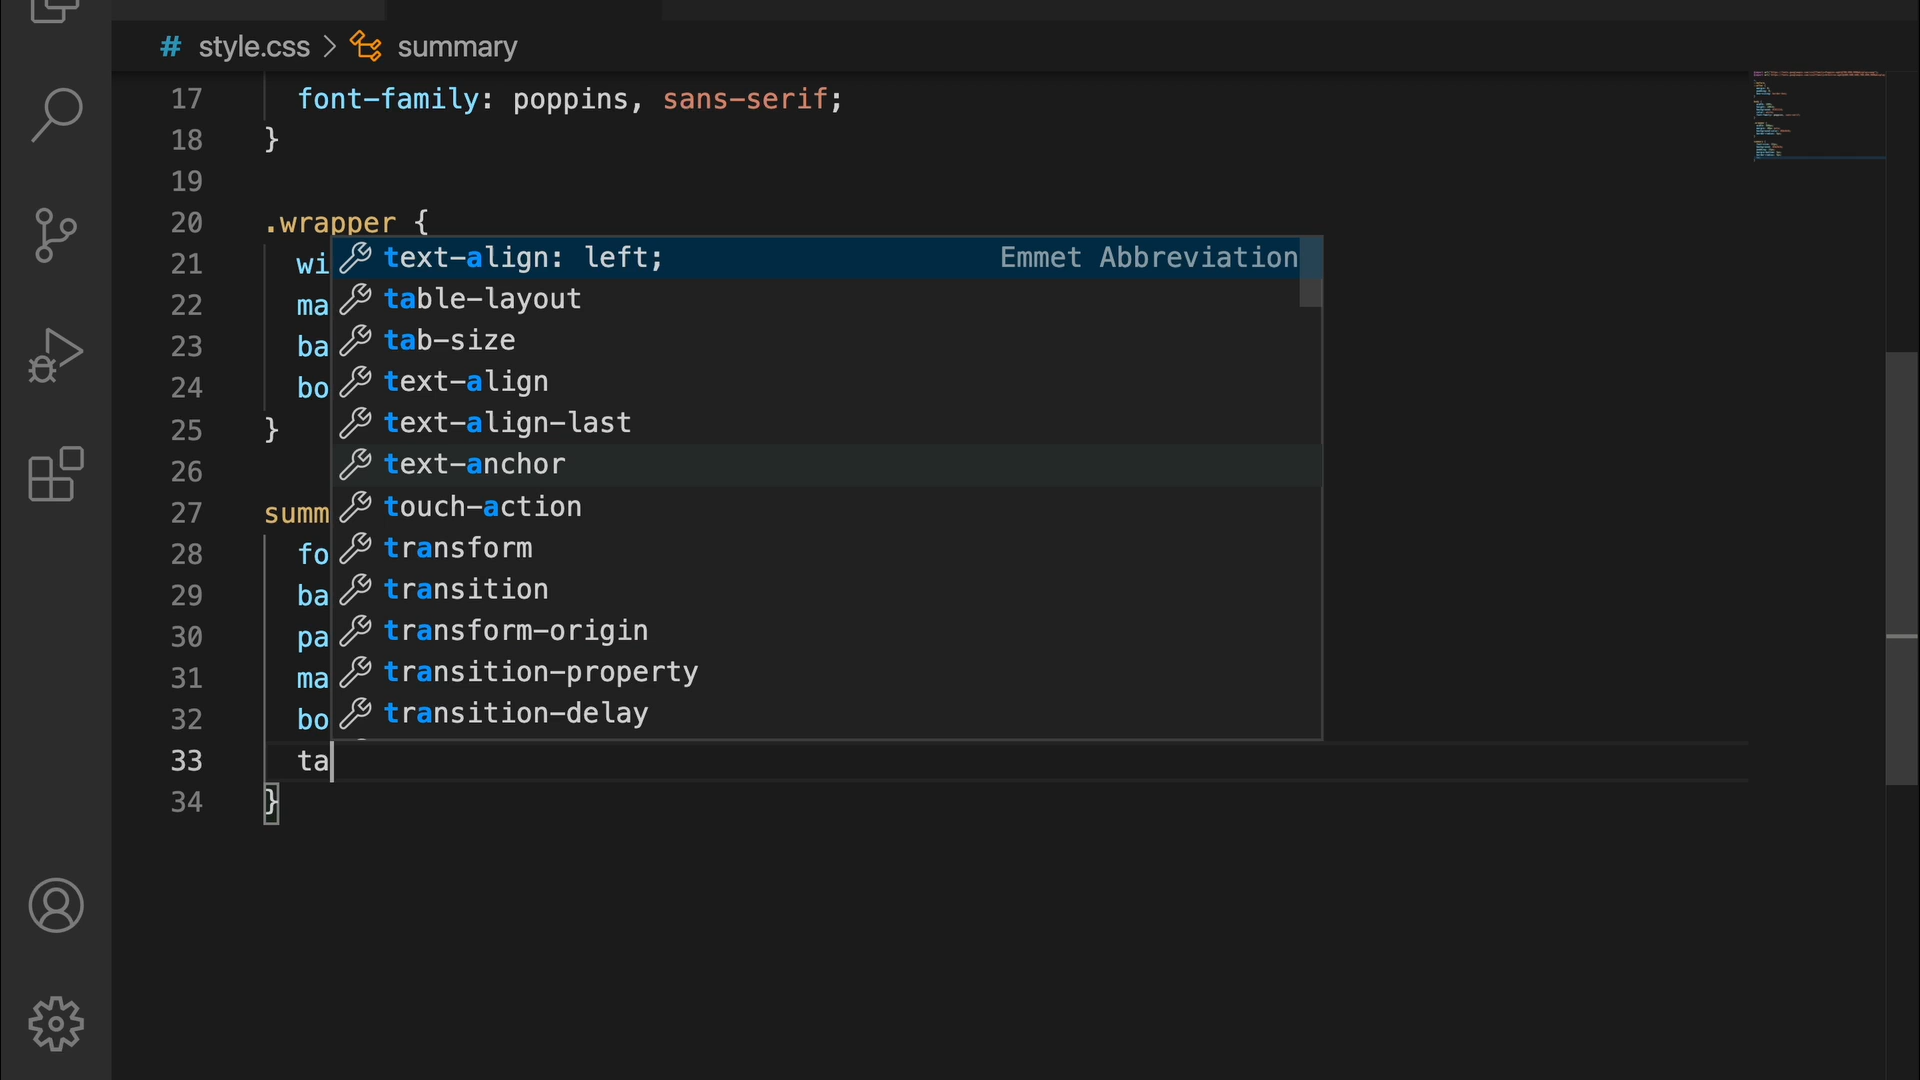 # style.css > summary
17 font-family: poppins, sans-serif;
18 }
19
20 .wrapper {
21 wi
22 ma
23 ba
24 bo
25 }
26
27 summ
28 fo
29 ba
30 pa
31 ma
32 bo
33 ta
34 }
text-align: left; Emmet Abbreviation
table-layout
tab-size
text-align
text-align-last
text-anchor
touch-action
transform
transition
transform-origin
transition-property
transition-delay